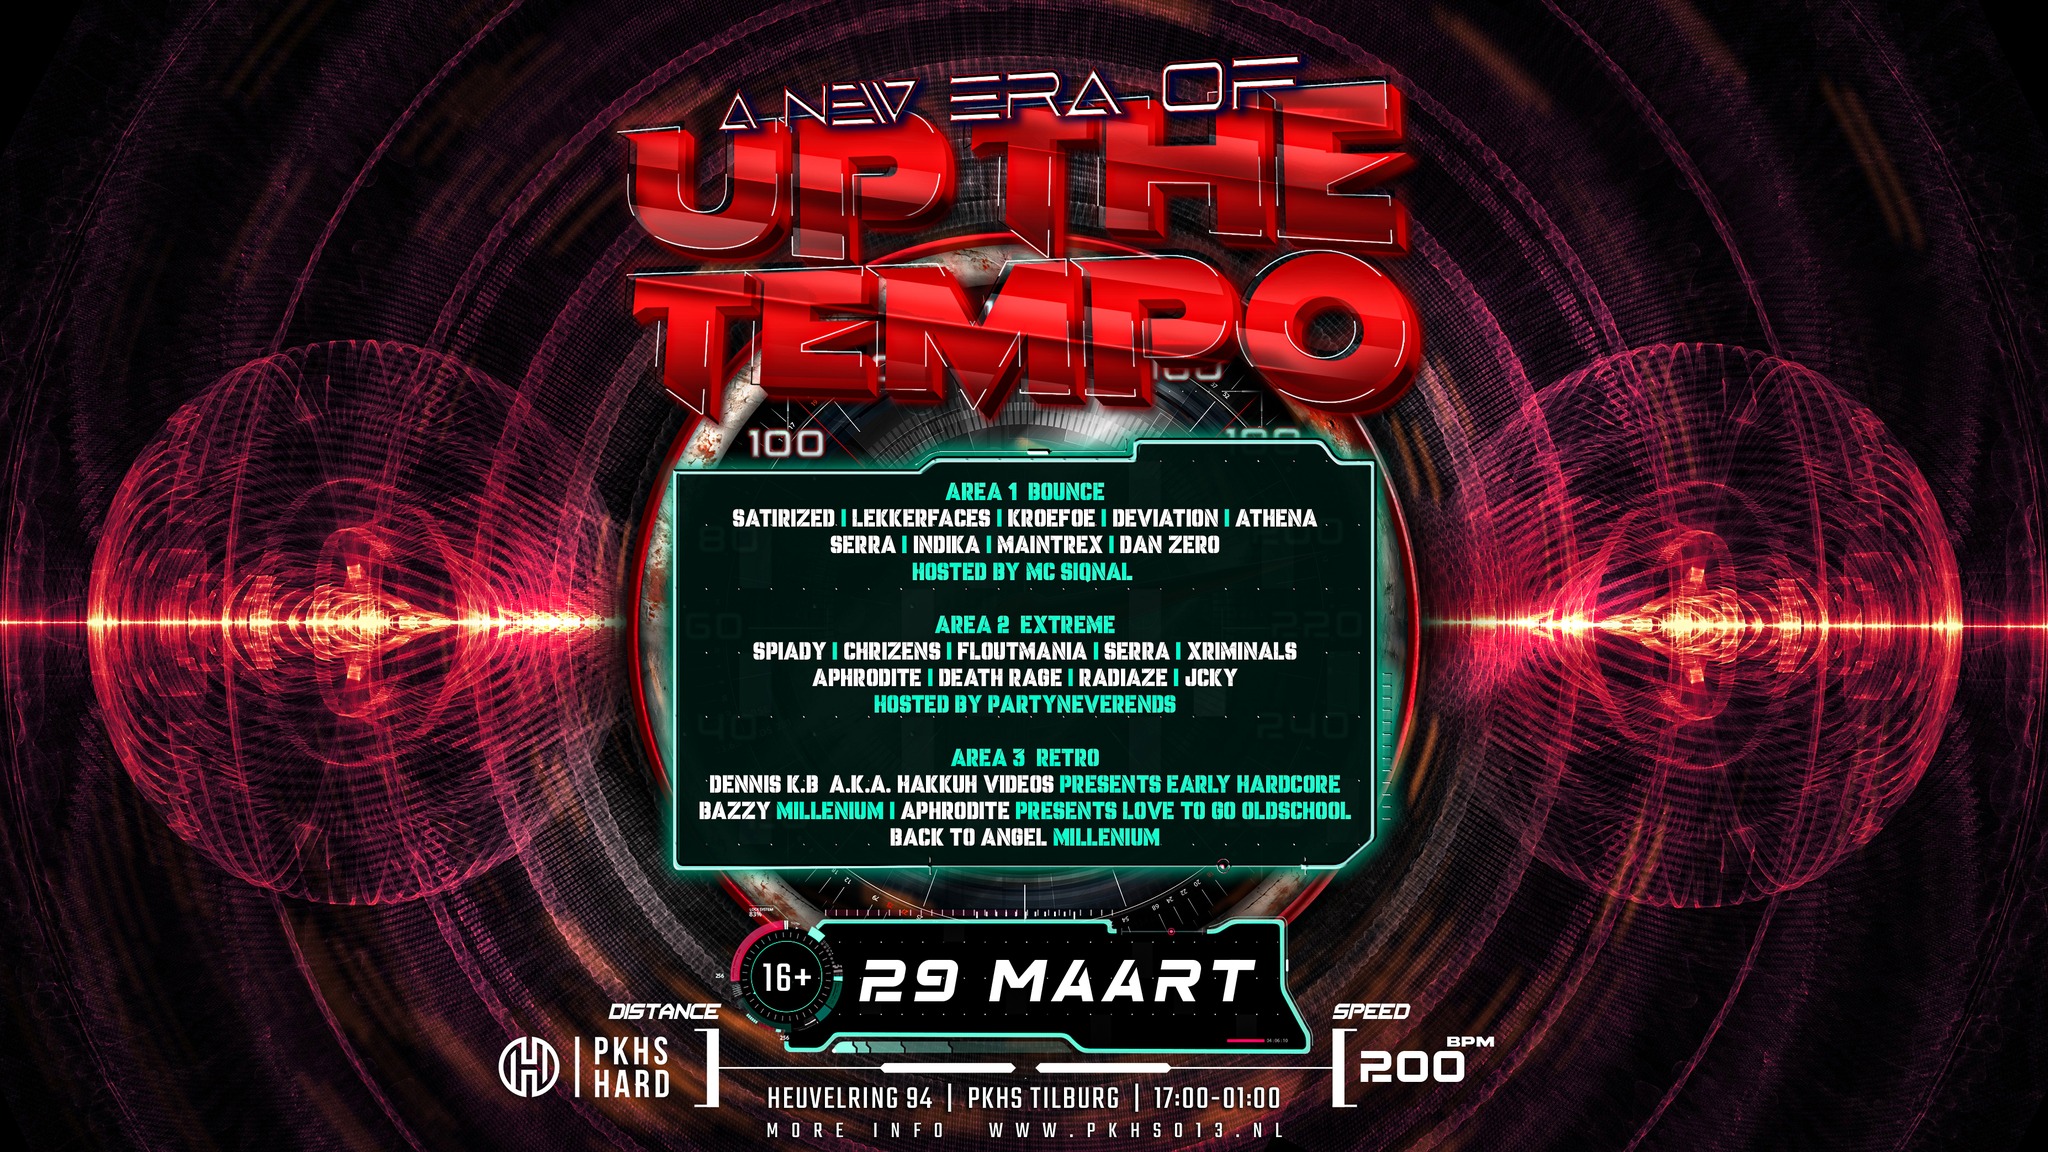 A NEW ERA OF
UP THE
TEMPO
100
AREA 1 BOUNCE
SATIRIZED | LEKKERFACES | KROEFOE | DEVIATION | ATHENA
SERRA | INDIKA | MAINTREX | DAN ZERO
HOSTED BY MC SIQNAL
AREA 2 EXTREME
SPIADY | CHRIZENS | FLOUTMANIA | SERRA | XRIMINALS
APHRODITE | DEATH RAGE | RADIAZE | JCKY
HOSTED BY PARTYNEVERENDS
AREA 3 RETRO
DENNIS K.B A.K.A. HAKKUH VIDEOS PRESENTS EARLY HARDCORE
BAZZY MILLENIUM | APHRODITE PRESENTS LOVE TO GO OLDSCHOOL
BACK TO ANGEL MILLENIUM
16+
29 MAART
DISTANCE
PKHS
HARD
SPEED
BPM
200
HEUVELRING 94 | PKHS TILBURG | 17:00-01:00
MORE INFO WWW.PKHS013.NL